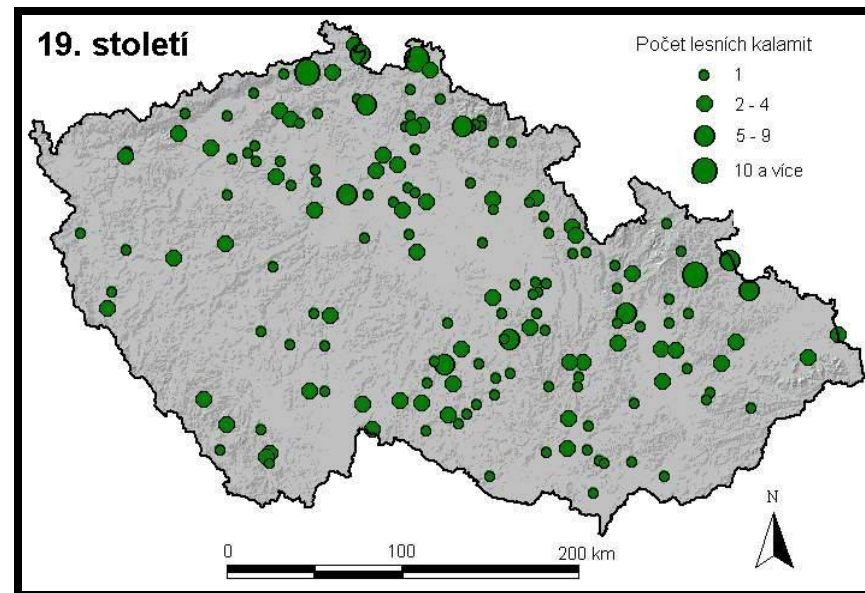 19. století
Počet lesních kalamit
1
2 - 4
5 - 9
10 a více
N
0 100 200 km